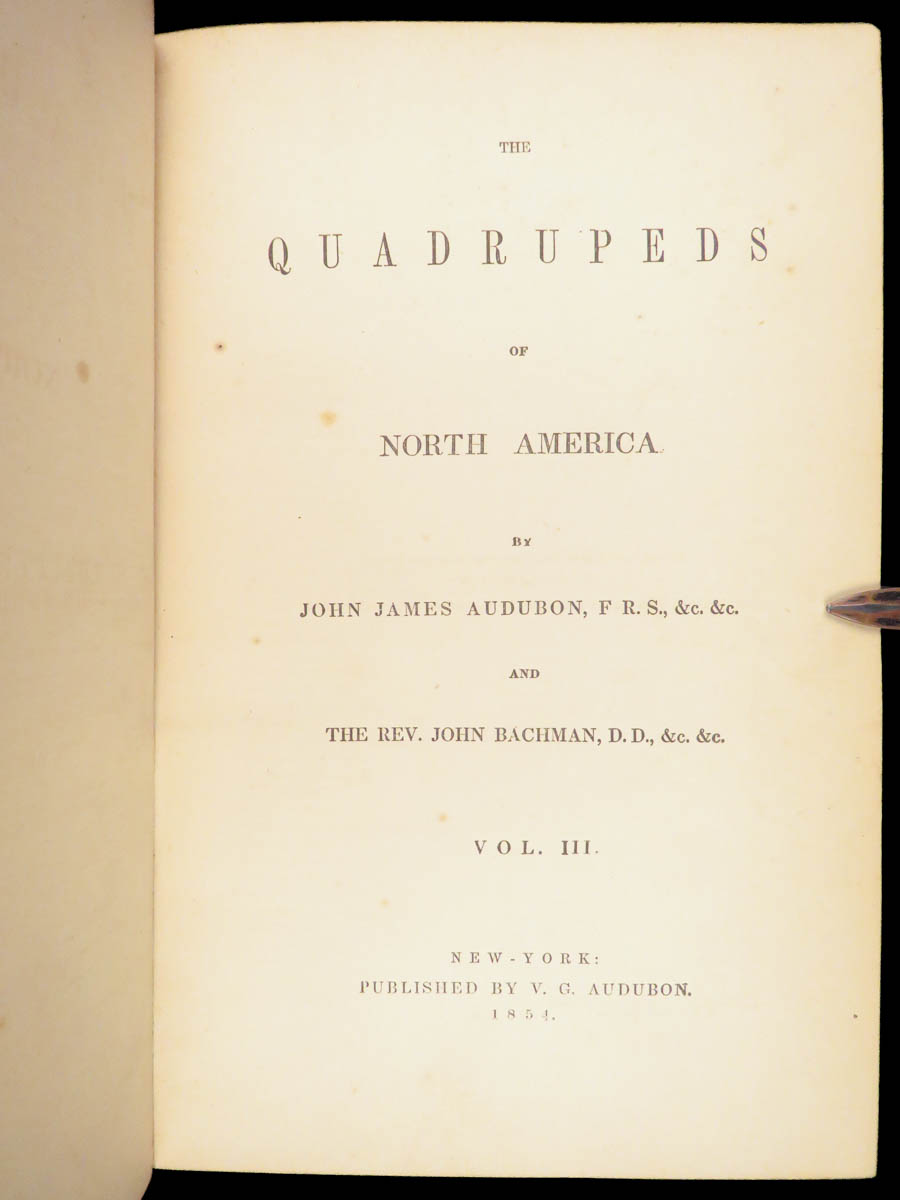 THE
QUADRUPEDS
OF
NORTH AMERICA.
BY
JOHN JAMES AUDUBON, F R. S., &c. &c.
AND
THE REV. JOHN BACHMAN, D. D., &c. &c.
VOL. III.
NEW-YORK:
PUBLISHED BY V. G. AUDUBON.
1854.